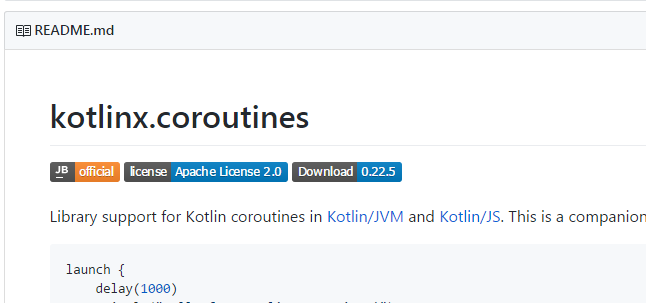 README.md
kotlinx.coroutines
JB official license Apache License 2.0 Download 0.22.5
Library support for Kotlin coroutines in Kotlin/JVM and Kotlin/JS. This is a companion
launch {
delay(1000)